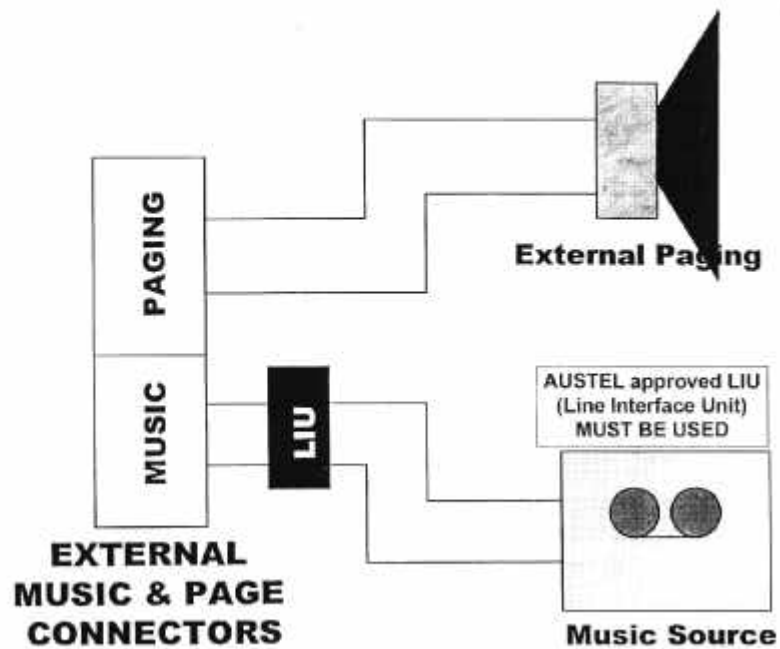 PAGING
External Paging
MUSIC
LIU
AUSTEL approved LIU
(Line Interface Unit)
MUST BE USED
EXTERNAL
MUSIC & PAGE
CONNECTORS
Music Source